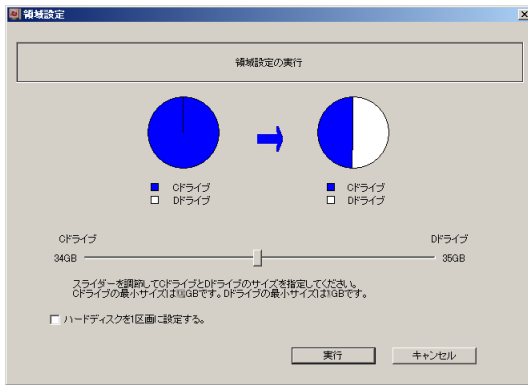 領域設定
領域設定の実行
Cドライブ
Dドライブ
Cドライブ
Dドライブ
Cドライブ
Dドライブ
34GB
35GB
スライダーを調節してCドライブとDドライブのサイズを指定してください。
Cドライブの最小サイズは GBです。Dドライブの最小サイズは1GBです。
ハードディスクを1区画に設定する。
実行
キャンセル